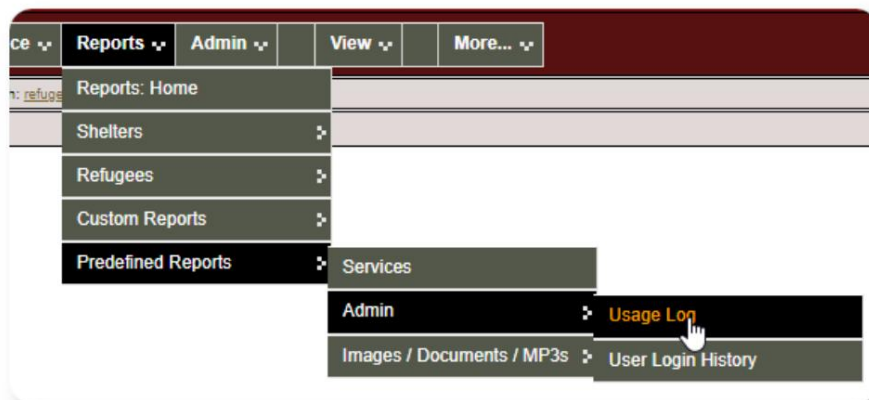 ce Reports Admin View More...
n: refuge
Reports: Home
Shelters
Refugees
Custom Reports
Predefined Reports
Services
Admin
Images / Documents / MP3s
Usage Log
User Login History